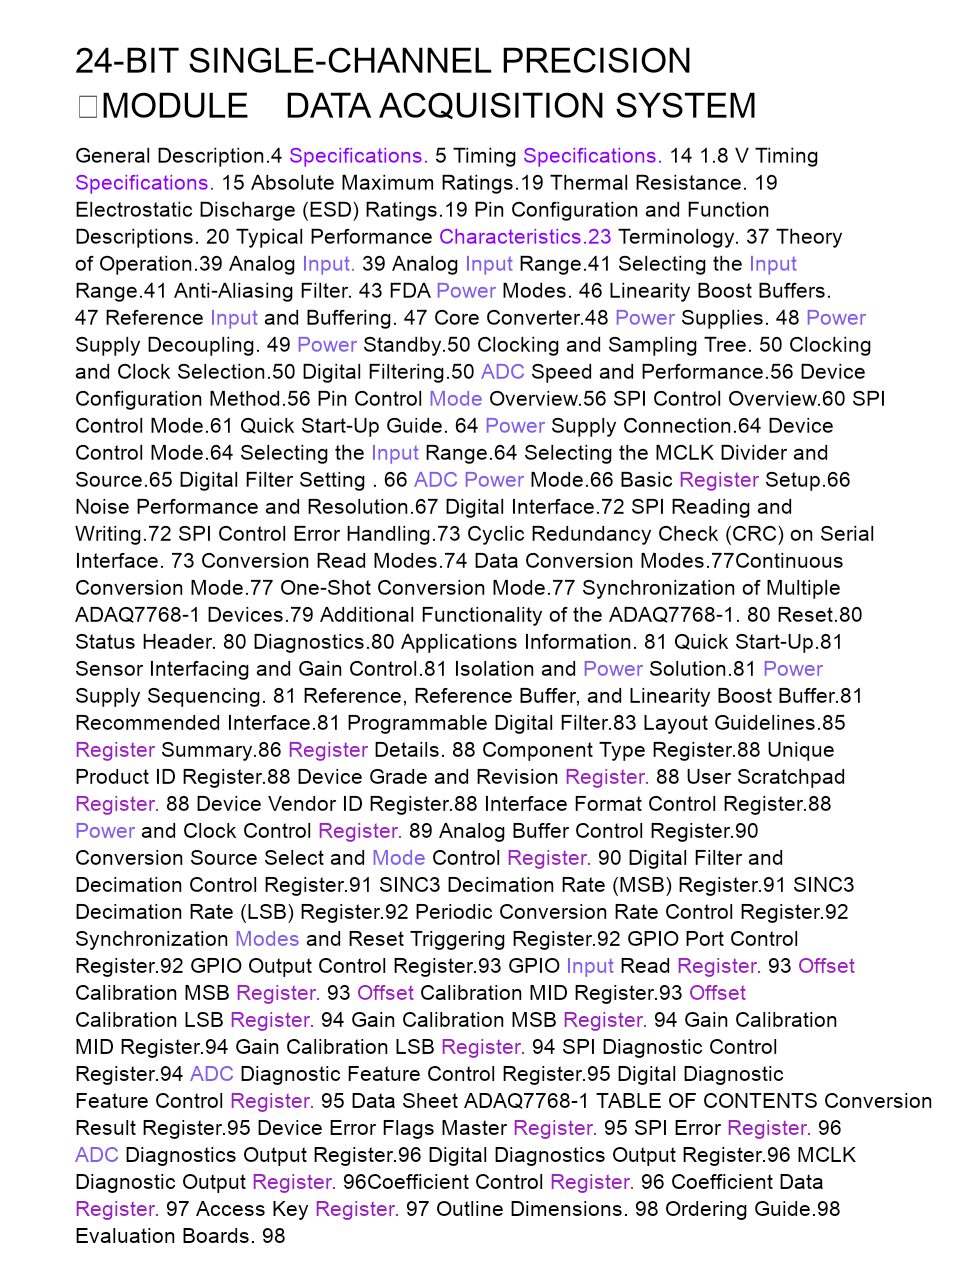 24-BIT SINGLE-CHANNEL PRECISION
MODULE DATA ACQUISITION SYSTEM
General Description.4 Specifications. 5 Timing Specifications. 14 1.8 V Timing
Specifications. 15 Absolute Maximum Ratings.19 Thermal Resistance. 19
Electrostatic Discharge (ESD) Ratings.19 Pin Configuration and Function
Descriptions. 20 Typical Performance Characteristics.23 Terminology. 37 Theory
of Operation.39 Analog Input. 39 Analog Input Range.41 Selecting the Input
Range.41 Anti-Aliasing Filter. 43 FDA Power Modes. 46 Linearity Boost Buffers.
47 Reference Input and Buffering. 47 Core Converter.48 Power Supplies. 48 Power
Supply Decoupling. 49 Power Standby.50 Clocking and Sampling Tree. 50 Clocking
and Clock Selection.50 Digital Filtering.50 ADC Speed and Performance.56 Device
Configuration Method.56 Pin Control Mode Overview.56 SPI Control Overview.60 SPI
Control Mode.61 Quick Start-Up Guide. 64 Power Supply Connection.64 Device
Control Mode.64 Selecting the Input Range.64 Selecting the MCLK Divider and
Source.65 Digital Filter Setting . 66 ADC Power Mode.66 Basic Register Setup.66
Noise Performance and Resolution.67 Digital Interface.72 SPI Reading and
Writing.72 SPI Control Error Handling.73 Cyclic Redundancy Check (CRC) on Serial
Interface. 73 Conversion Read Modes.74 Data Conversion Modes.77Continuous
Conversion Mode.77 One-Shot Conversion Mode.77 Synchronization of Multiple
ADAQ7768-1 Devices.79 Additional Functionality of the ADAQ7768-1. 80 Reset.80
Status Header. 80 Diagnostics.80 Applications Information. 81 Quick Start-Up.81
Sensor Interfacing and Gain Control.81 Isolation and Power Solution.81 Power
Supply Sequencing. 81 Reference, Reference Buffer, and Linearity Boost Buffer.81
Recommended Interface.81 Programmable Digital Filter.83 Layout Guidelines.85
Register Summary.86 Register Details. 88 Component Type Register.88 Unique
Product ID Register.88 Device Grade and Revision Register. 88 User Scratchpad
Register. 88 Device Vendor ID Register.88 Interface Format Control Register.88
Power and Clock Control Register. 89 Analog Buffer Control Register.90
Conversion Source Select and Mode Control Register. 90 Digital Filter and
Decimation Control Register.91 SINC3 Decimation Rate (MSB) Register.91 SINC3
Decimation Rate (LSB) Register.92 Periodic Conversion Rate Control Register.92
Synchronization Modes and Reset Triggering Register.92 GPIO Port Control
Register.92 GPIO Output Control Register.93 GPIO Input Read Register. 93 Offset
Calibration MSB Register. 93 Offset Calibration MID Register.93 Offset
Calibration LSB Register. 94 Gain Calibration MSB Register. 94 Gain Calibration
MID Register.94 Gain Calibration LSB Register. 94 SPI Diagnostic Control
Register.94 ADC Diagnostic Feature Control Register.95 Digital Diagnostic
Feature Control Register. 95 Data Sheet ADAQ7768-1 TABLE OF CONTENTS Conversion
Result Register.95 Device Error Flags Master Register. 95 SPI Error Register. 96
ADC Diagnostics Output Register.96 Digital Diagnostics Output Register.96 MCLK
Diagnostic Output Register. 96Coefficient Control Register. 96 Coefficient Data
Register. 97 Access Key Register. 97 Outline Dimensions. 98 Ordering Guide.98
Evaluation Boards. 98